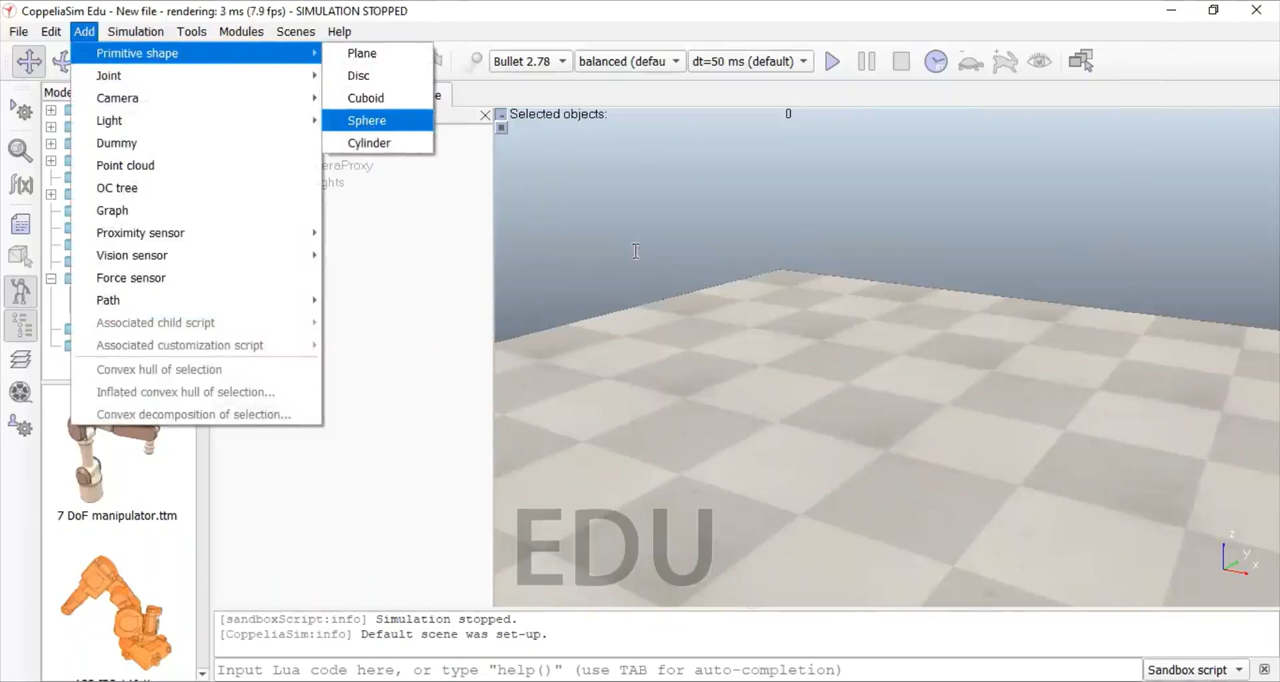 CoppeliaSim Edu - New file - rendering: 3 ms (7.9 fps) - SIMULATION STOPPED
File Edit Add Simulation Tools Modules Scenes Help
Bullet 2.78 balanced (defau dt=50 ms (default)
Primitive shape
Joint
Camera
Light
Dummy
Point cloud
OC tree
Graph
Proximity sensor
Vision sensor
Force sensor
Path
Associated child script
Associated customization script
Convex hull of selection
Inflated convex hull of selection...
Convex decomposition of selection...
Plane
Disc
Cuboid
Sphere
Cylinder
Mode
e
Selected objects: 0
eraProxy
ghts
f(x)
7 DoF manipulator.ttm
EDU
z
y
x
[sandboxScript:info] Simulation stopped.
[CoppeliaSim:info] Default scene was set-up.
Input Lua code here, or type "help()" (use TAB for auto-completion)
Sandbox script